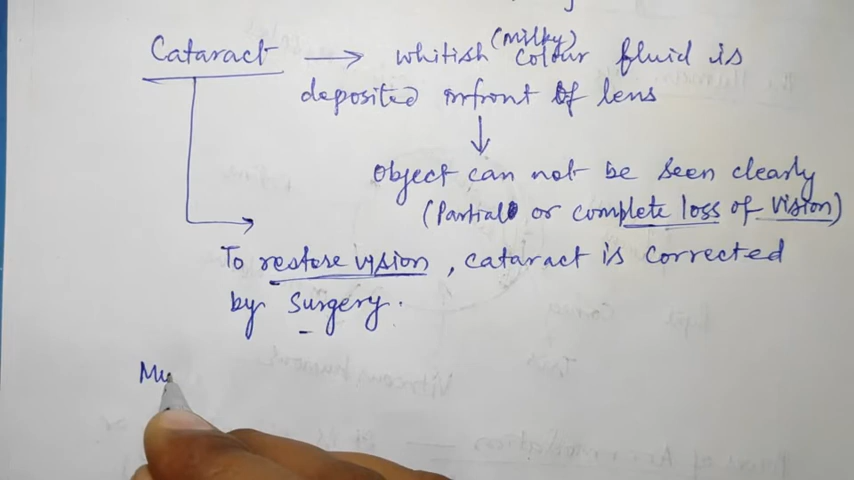 Cataract → whitish (Milky) colour fluid is
deposited infront of lens
Object can not be seen clearly
(Partial or complete loss of vision)
To restore vision, cataract is corrected
by surgery.
My